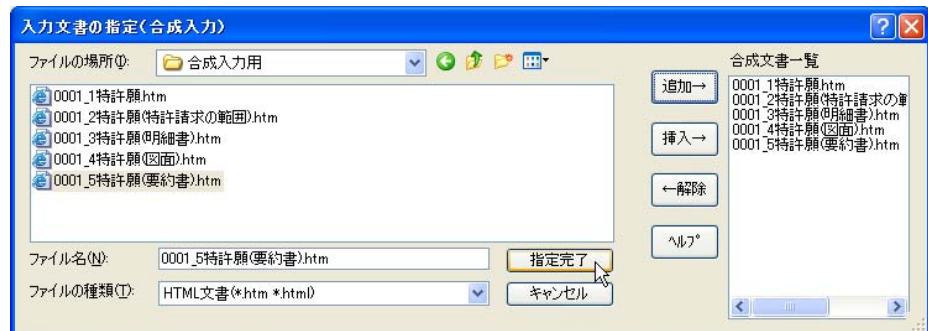 入力文書の指定(合成入力)
ファイルの場所(I):
合成入力用
0001_1特許願.htm
0001_2特許願(特許請求の範囲).htm
0001_3特許願(明細書).htm
0001_4特許願(図面).htm
0001_5特許願(要約書).htm
ファイル名(N):
0001_5特許願(要約書).htm
指定完了
ファイルの種類(T):
HTML文書(*.htm *.html)
キャンセル
追加→
挿入→
←解除
ヘルプ
合成文書一覧
0001_1特許願.htm
0001_2特許願(特許請求の範
0001_3特許願(明細書).htm
0001_4特許願(図面).htm
0001_5特許願(要約書).htm